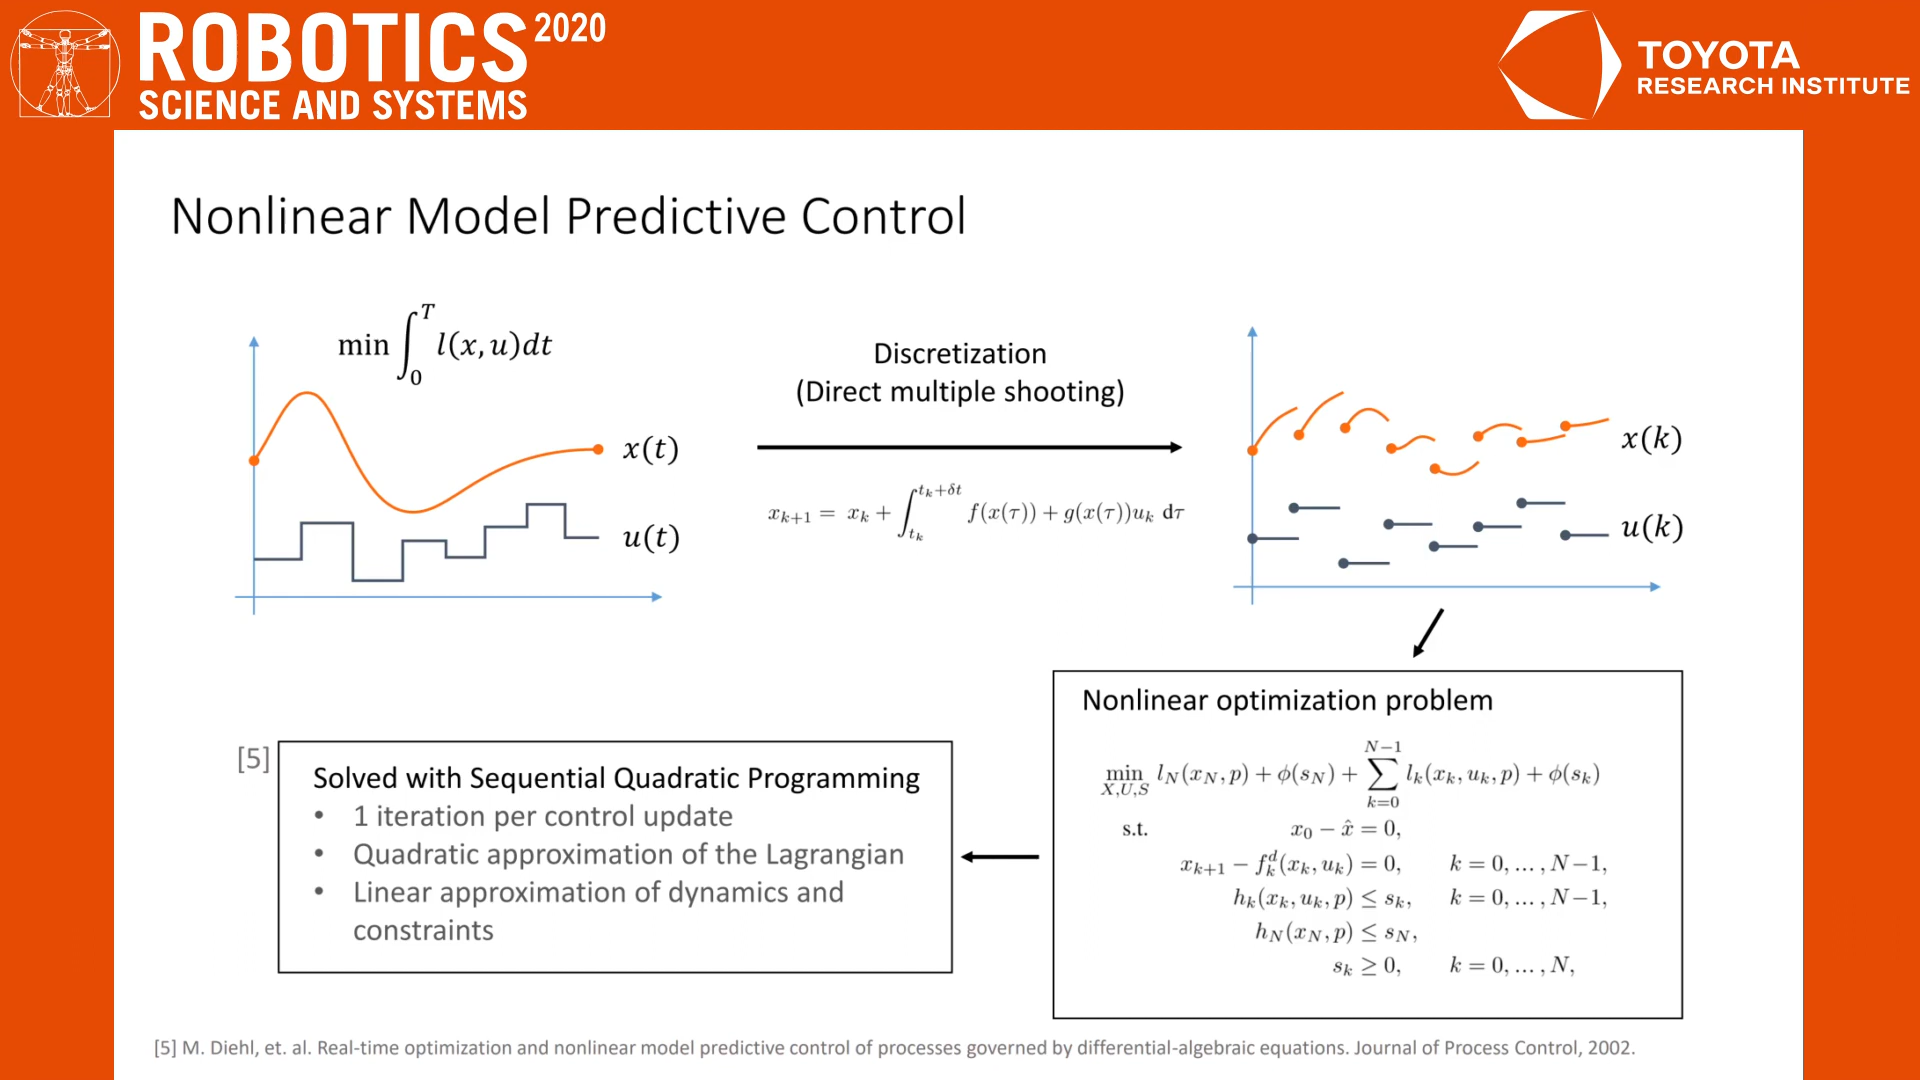 ROBOTICS 2020
SCIENCE AND SYSTEMS
TOYOTA
RESEARCH INSTITUTE
Nonlinear Model Predictive Control
min ∫_0^T l(x, u)dt
x(t)
u(t)
Discretization
(Direct multiple shooting)
x_{k+1} = x_k + ∫_{t_k}^{t_k+δt} f(x(τ)) + g(x(τ))u_k dτ
x(k)
u(k)
Nonlinear optimization problem
min_{X,U,S} l_N(x_N, p) + ϕ(s_N) + ∑_{k=0}^{N−1} l_k(x_k, u_k, p) + ϕ(s_k)
s.t. x_0 − x̂ = 0,
x_{k+1} − f_k^d(x_k, u_k) = 0, k = 0, … , N−1,
h_k(x_k, u_k, p) ≤ s_k, k = 0, … , N−1,
h_N(x_N, p) ≤ s_N,
s_k ≥ 0, k = 0, … , N,
[5]
Solved with Sequential Quadratic Programming
• 1 iteration per control update
• Quadratic approximation of the Lagrangian
• Linear approximation of dynamics and
constraints
[5] M. Diehl, et. al. Real-time optimization and nonlinear model predictive control of processes governed by differential-algebraic equations. Journal of Process Control, 2002.